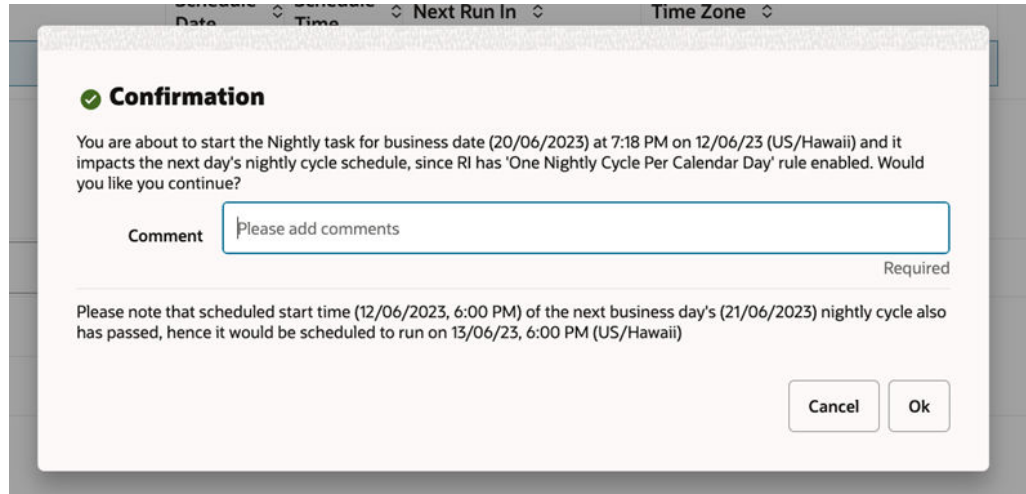 Schedule Schedule
Date Time Next Run In Time Zone
Confirmation
You are about to start the Nightly task for business date (20/06/2023) at 7:18 PM on 12/06/23 (US/Hawaii) and it
impacts the next day's nightly cycle schedule, since RI has 'One Nightly Cycle Per Calendar Day' rule enabled. Would
you like you continue?
Comment Please add comments
Required
Please note that scheduled start time (12/06/2023, 6:00 PM) of the next business day's (21/06/2023) nightly cycle also
has passed, hence it would be scheduled to run on 13/06/23, 6:00 PM (US/Hawaii)
Cancel Ok